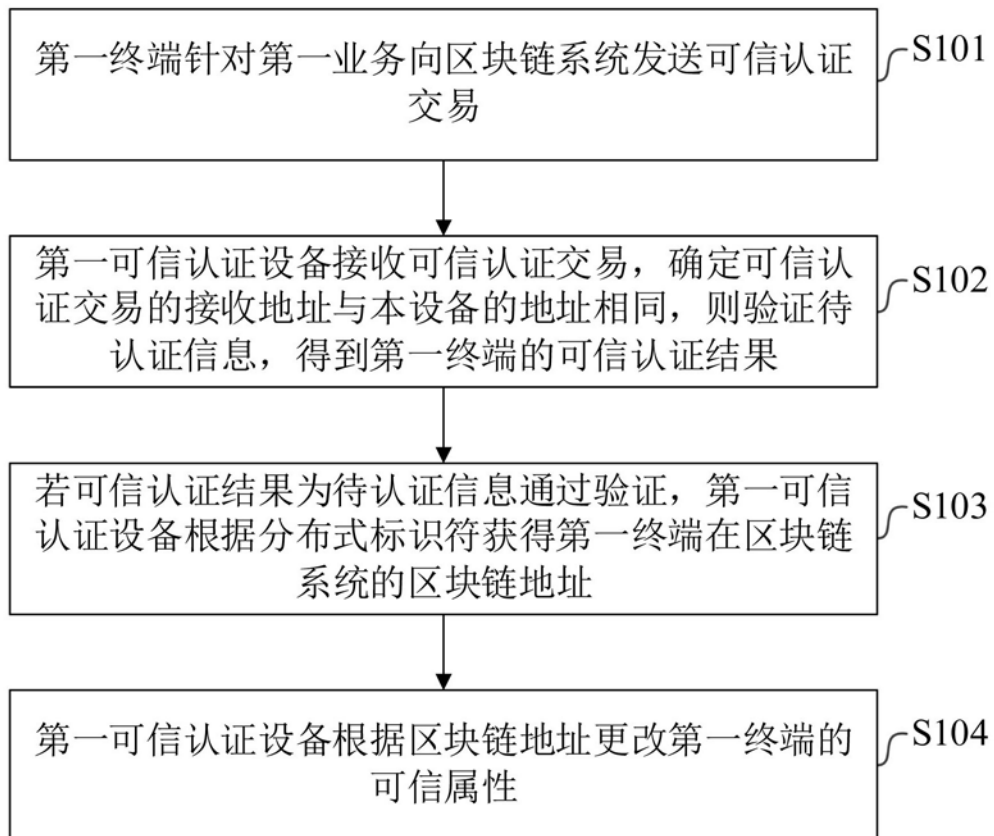 第一终端针对第一业务向区块链系统发送可信认证
交易
S101
第一可信认证设备接收可信认证交易，确定可信认
证交易的接收地址与本设备的地址相同，则验证待
认证信息，得到第一终端的可信认证结果
S102
若可信认证结果为待认证信息通过验证，第一可信
认证设备根据分布式标识符获得第一终端在区块链
系统的区块链地址
S103
第一可信认证设备根据区块链地址更改第一终端的
可信属性
S104